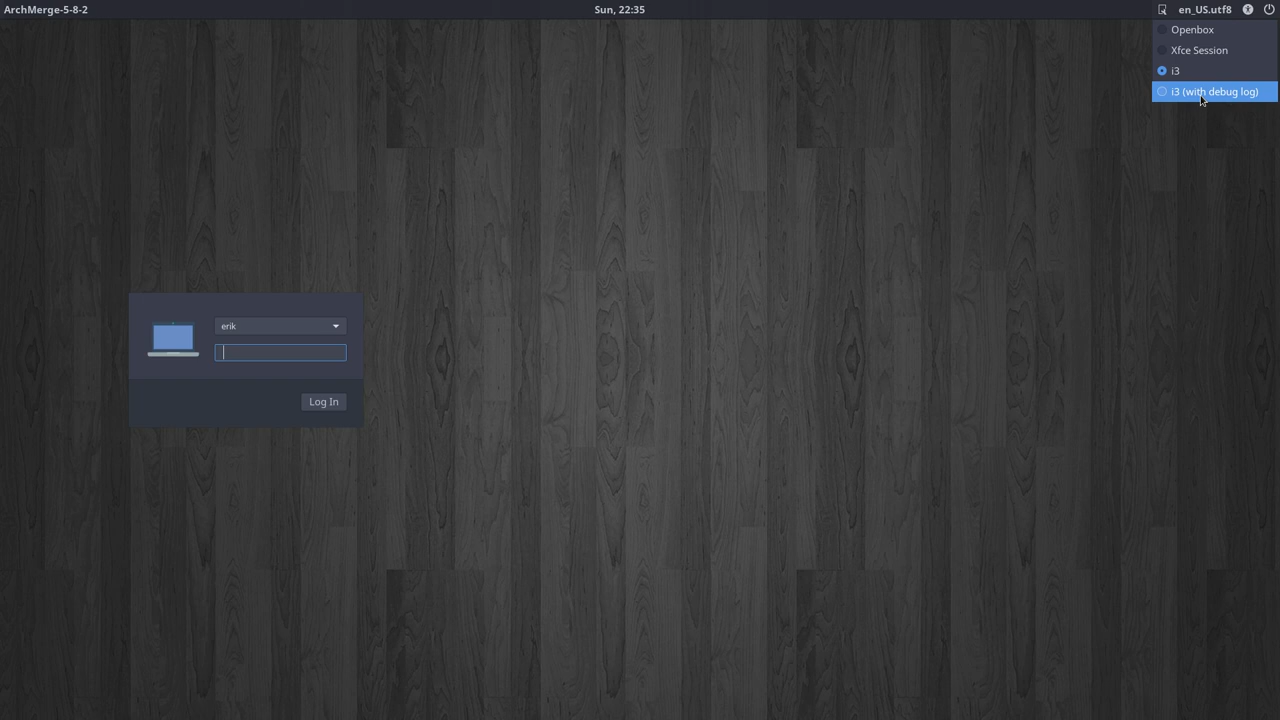 ArchMerge-5-8-2
Sun, 22:35
en_US.utf8
Openbox
Xfce Session
i3
i3 (with debug log)
erik
Log In